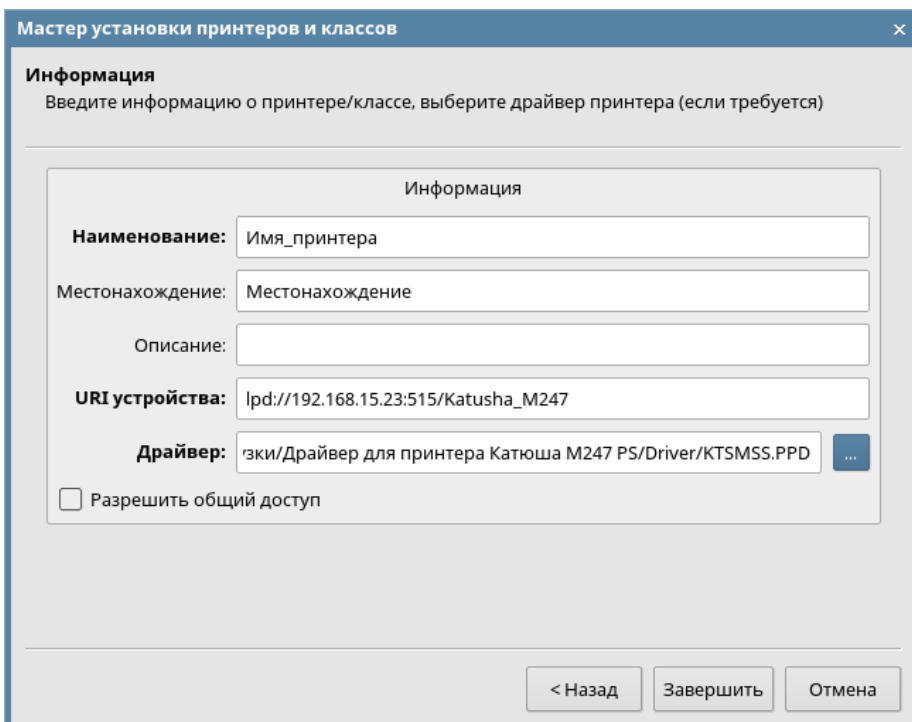 Мастер установки принтеров и классов
Информация
Введите информацию о принтере/классе, выберите драйвер принтера (если требуется)
Информация
Наименование: Имя_принтера
Местонахождение: Местонахождение
Описание:
URI устройства: lpd://192.168.15.23:515/Katusha_M247
Драйвер: узки/Драйвер для принтера Катюша M247 PS/Driver/KTSMSS.PPD ...
Разрешить общий доступ
< Назад Завершить Отмена